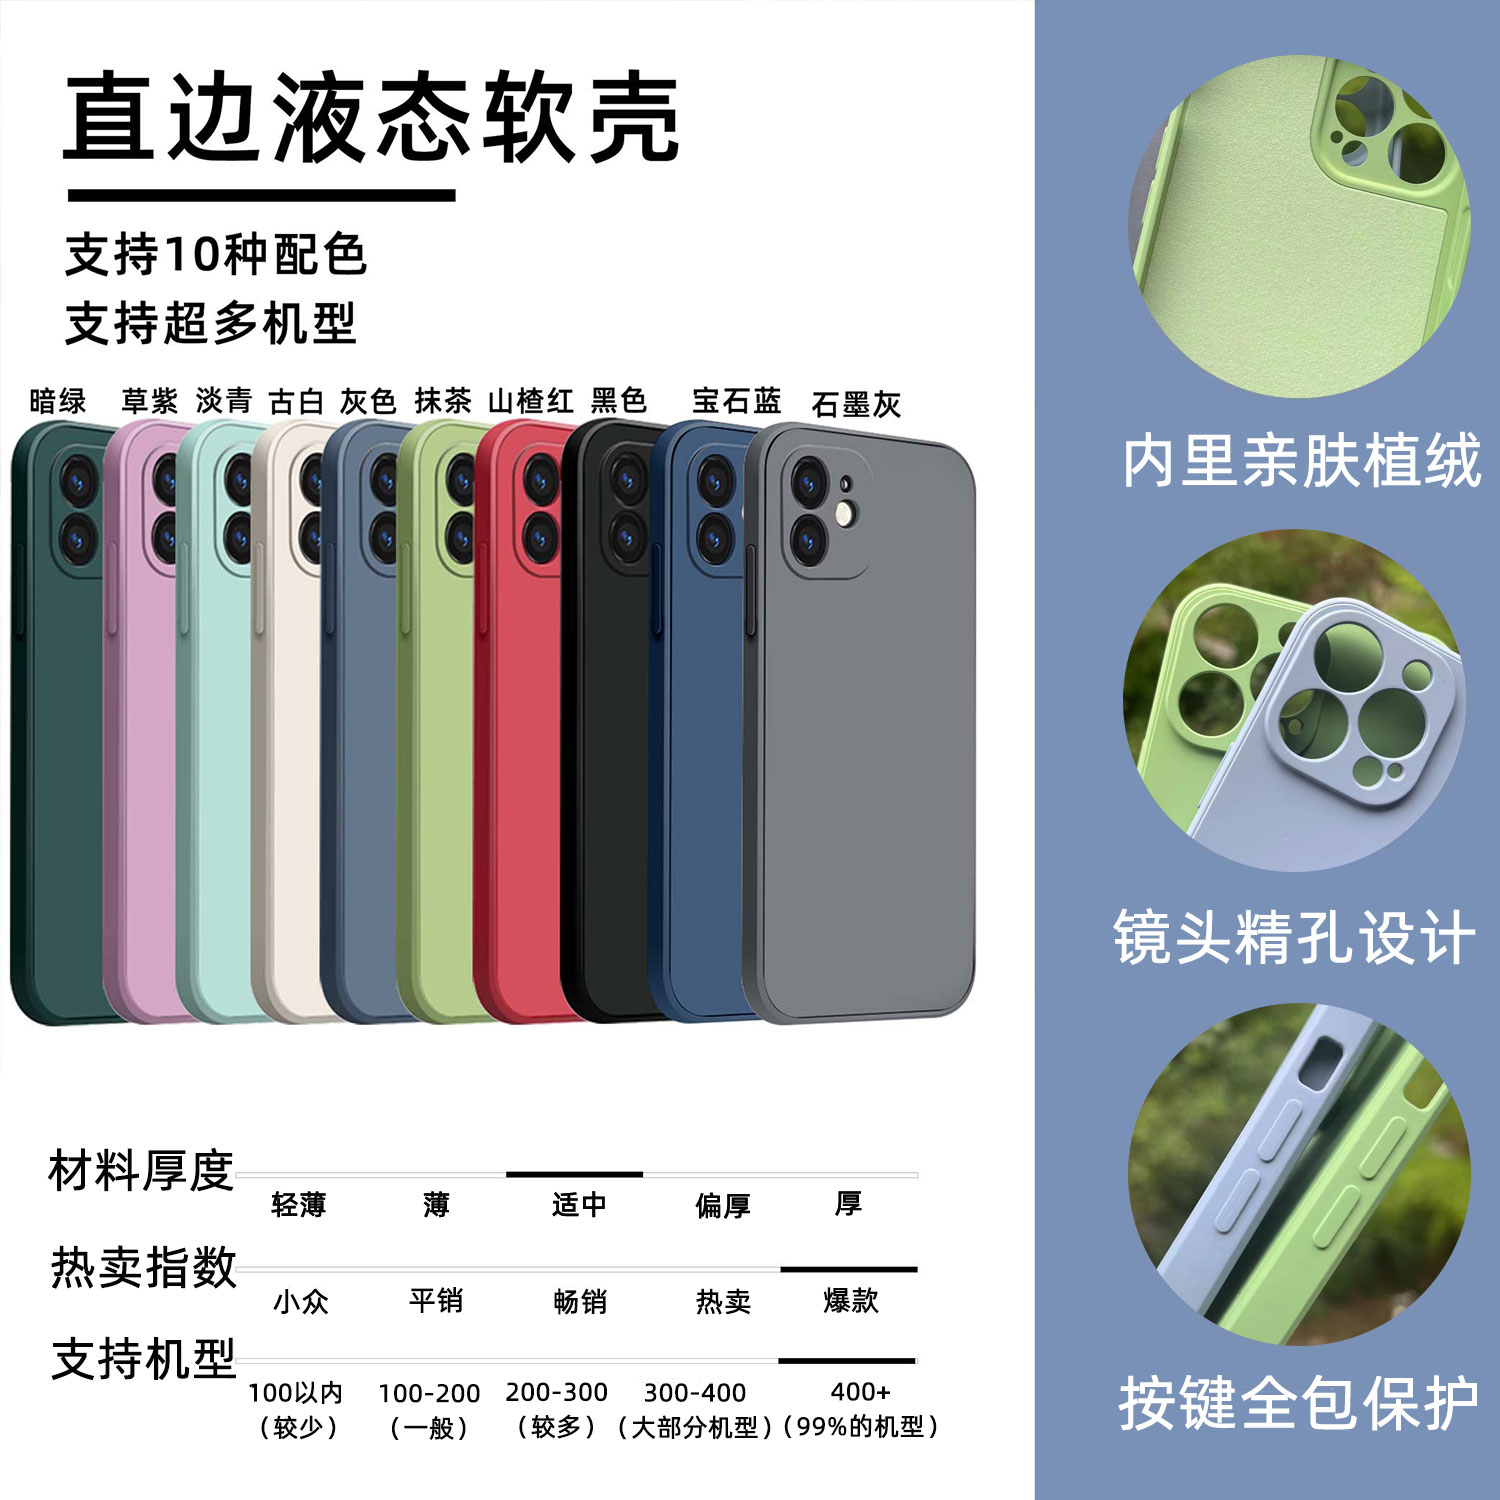 直边液态软壳
支持10种配色
支持超多机型
暗绿 草紫 淡青 古白 灰色 抹茶 山楂红 黑色 宝石蓝 石墨灰
内里亲肤植绒
镜头精孔设计
按键全包保护
材料厚度
轻薄 薄 适中 偏厚 厚
热卖指数
小众 平销 畅销 热卖 爆款
支持机型
100以内 100-200 200-300 300-400 400+
（较少） （一般） （较多） （大部分机型） （99%的机型）